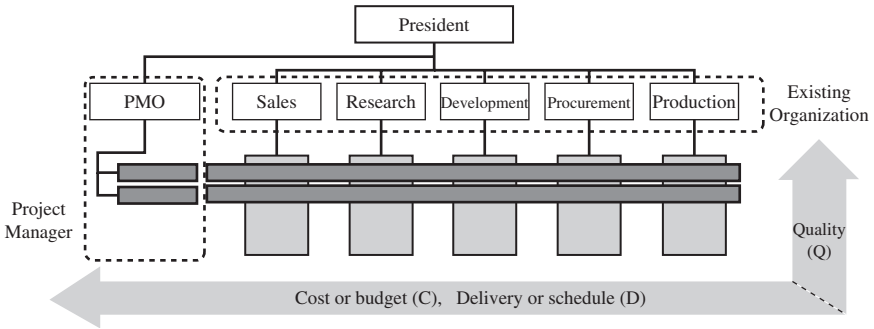 President
PMO
Sales
Research
Development
Procurement
Production
Existing
Organization
Project
Manager
Quality
(Q)
Cost or budget (C), Delivery or schedule (D)